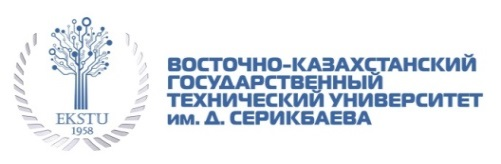 EKSTU
1958
ВОСТОЧНО-КАЗАХСТАНСКИЙ
ГОСУДАРСТВЕННЫЙ
ТЕХНИЧЕСКИЙ УНИВЕРСИТЕТ
им. Д. СЕРИКБАЕВА